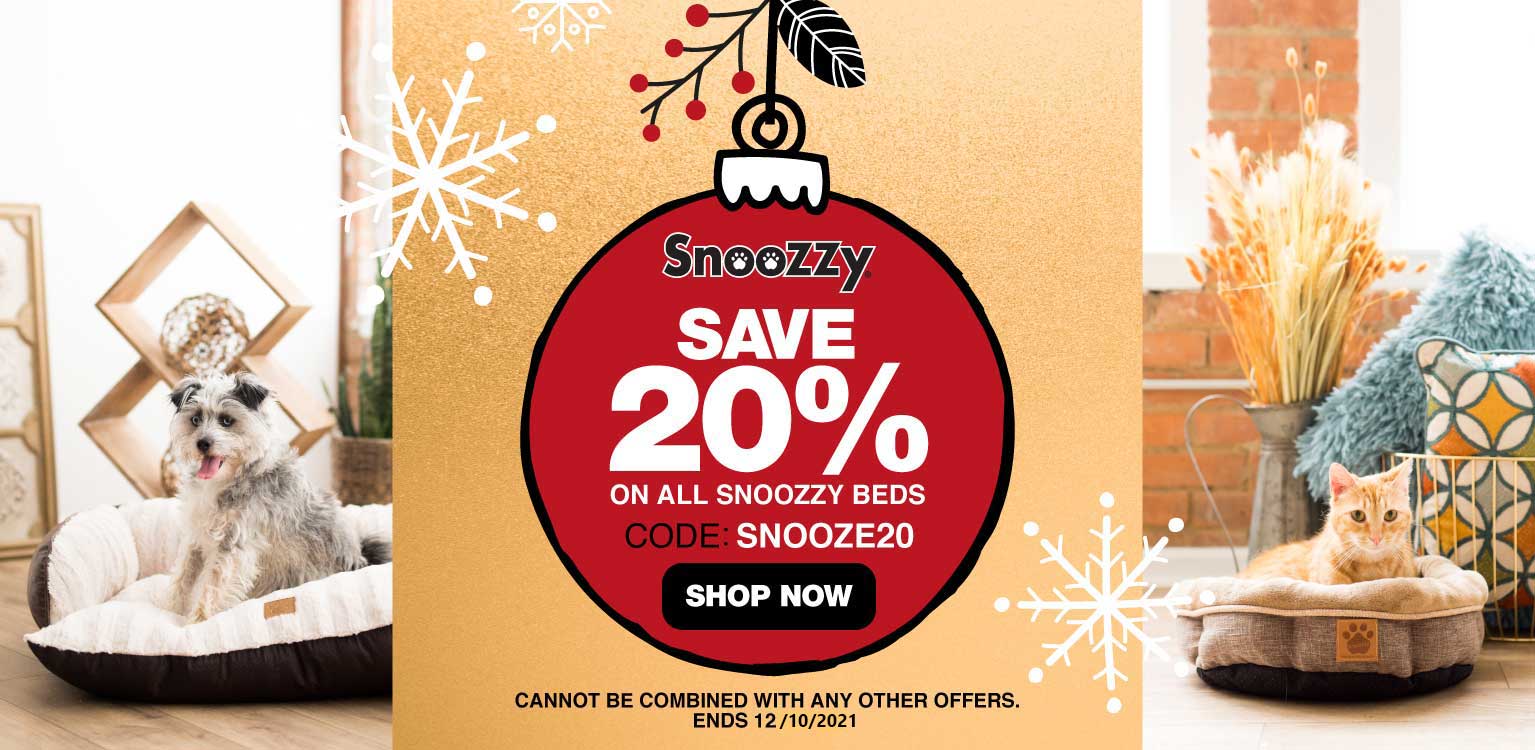 Snoozzy
SAVE
20%
ON ALL SNOOZZY BEDS
CODE: SNOOZE20
SHOP NOW
CANNOT BE COMBINED WITH ANY OTHER OFFERS.
ENDS 12/10/2021